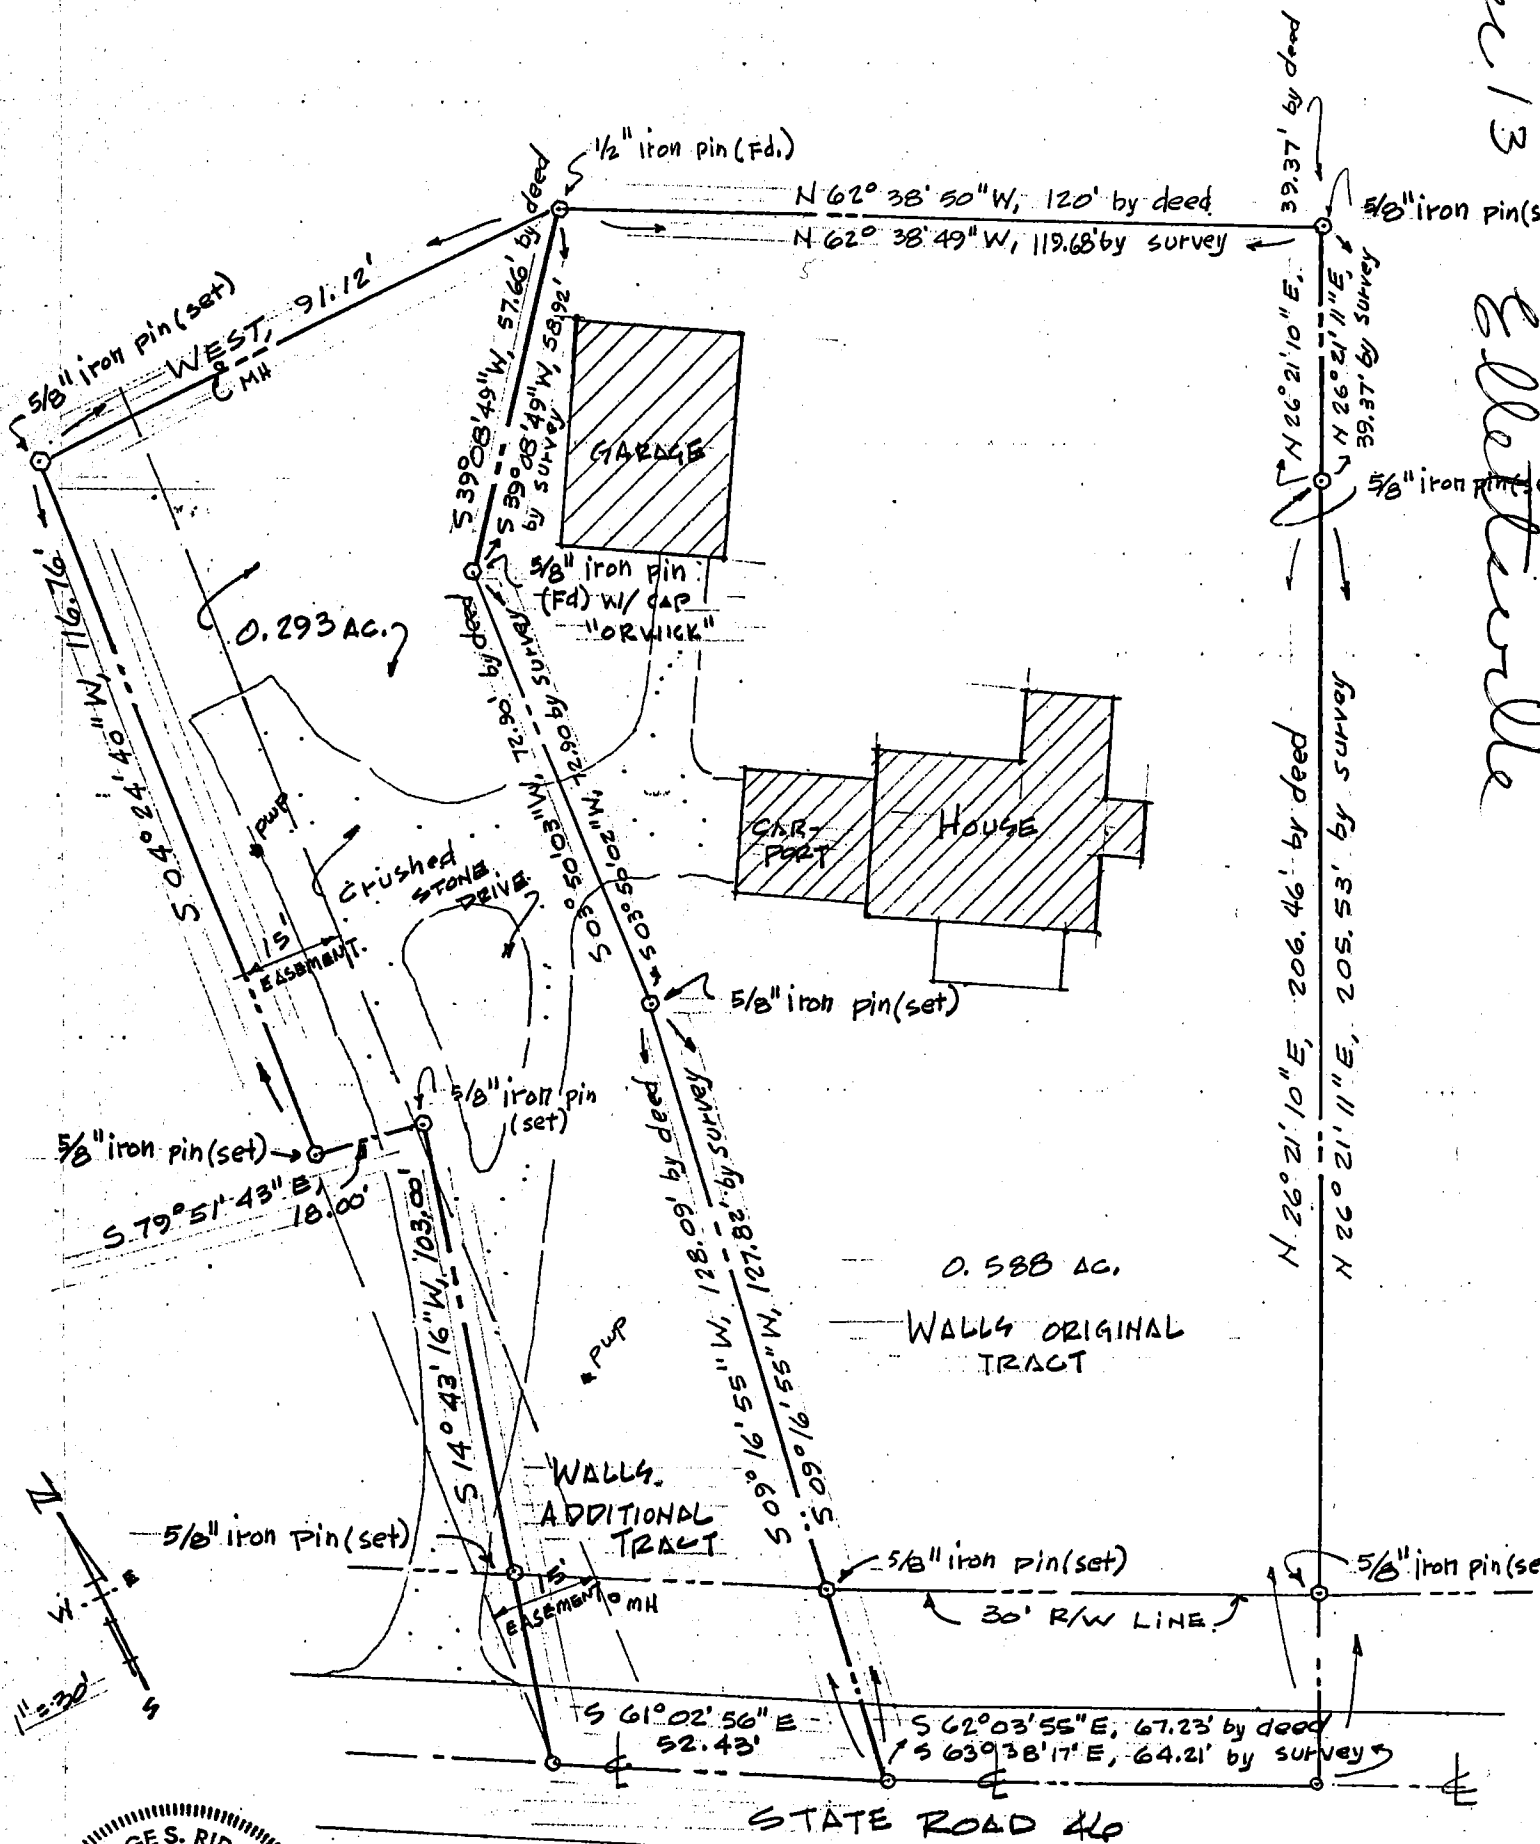 39.37' by deed
13
Ellettsville
1/2" iron pin (Fd.)
N 62° 38' 50" W, 120' by deed
N 62° 38' 49" W, 119.68' by survey
5/8" iron pin (s
5/8" iron pin (set)
WEST, 91.12'
MH
S 39° 08' 49" W, 57.66' by deed
S 39° 08' 49" W, 58.92'
by survey
N 26° 21' 10" E,
N 26° 21' 11" E,
39.37' by survey
GARAGE
5/8" iron pin (se
5/8" iron pin
(Fd) W/ CAP
"ORWICK"
0.293 AC.
S 04° 24' 40" W, 116.76'
S 03° 50' 03" W, 72.90' by deed
S 03° 50' 02" W, 72.90 by survey
PWP
crushed
STONE
DRIVE
CAR-
PORT
HOUSE
15'
EASEMENT.
5/8" iron pin (set)
N 26° 21' 10" E, 206.46' by deed
N 26° 21' 11" E, 205.53' by survey
5/8" iron pin
(set)
5/8" iron pin (set)
S 79° 51' 43" E,
18.00'
S 14° 43' 16" W, 103.00'
S 09° 16' 55" W, 128.09' by deed
S 09° 16' 55" W, 127.82' by survey
0.588 AC.
WALLS ORIGINAL
TRACT
PWP
WALLS
ADDITIONAL
TRACT
5/8" iron pin (set)
15'
EASEMENT
MH
5/8" iron pin (set)
5/8" iron pin (se
30' R/W LINE
N
E
W
S
1"=30'
S 61° 02' 56" E
52.43'
S 62° 03' 55" E, 67.23' by deed
S 63° 38' 17" E, 64.21' by survey
STATE ROAD 46
GE S. RID